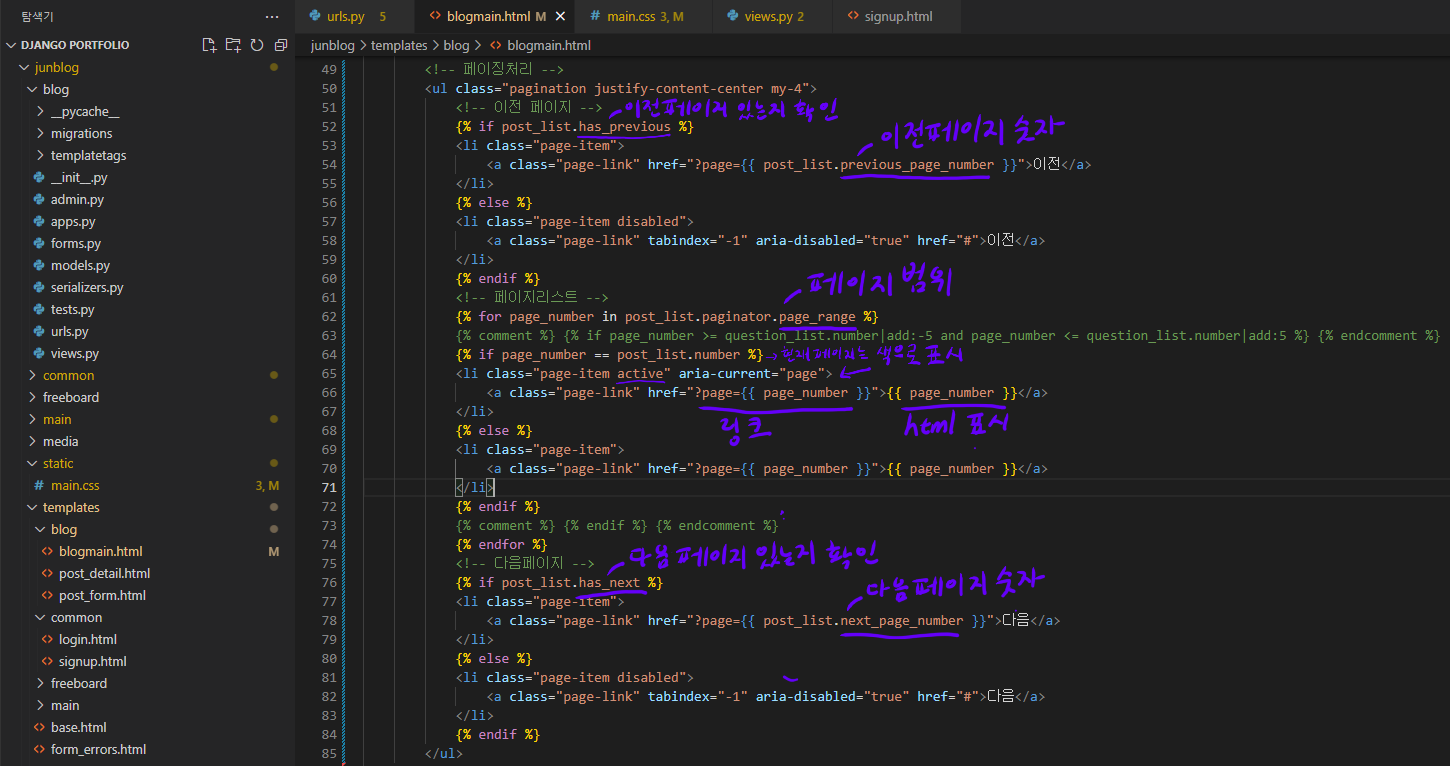 탐색기 ...
DJANGO PORTFOLIO
junblog
blog
__pycache__
migrations
templatetags
__init__.py
admin.py
apps.py
forms.py
models.py
serializers.py
tests.py
urls.py
views.py
common
freeboard
main
media
static
main.css 3, M
templates
blog
blogmain.html M
post_detail.html
post_form.html
common
login.html
signup.html
freeboard
main
base.html
form_errors.html
urls.py 5 blogmain.html M main.css 3, M views.py 2 signup.html
junblog > templates > blog > blogmain.html
49 <!-- 페이징처리 -->
50 <ul class="pagination justify-content-center my-4">
51 <!-- 이전 페이지 --> 이전페이지 있는지 확인
52 {% if post_list.has_previous %} 이전페이지 숫자
53 <li class="page-item">
54 <a class="page-link" href="?page={{ post_list.previous_page_number }}">이전</a>
55 </li>
56 {% else %}
57 <li class="page-item disabled">
58 <a class="page-link" tabindex="-1" aria-disabled="true" href="#">이전</a>
59 </li>
60 {% endif %} 페이지 범위
61 <!-- 페이지리스트 -->
62 {% for page_number in post_list.paginator.page_range %}
63 {% comment %} {% if page_number >= question_list.number|add:-5 and page_number <= question_list.number|add:5 %} {% endcomment %}
64 {% if page_number == post_list.number %} → 현재 페이지는 색으로 표시
65 <li class="page-item active" aria-current="page">
66 <a class="page-link" href="?page={{ page_number }}">{{ page_number }}</a>
67 </li>
링크 html 표시
68 {% else %}
69 <li class="page-item">
70 <a class="page-link" href="?page={{ page_number }}">{{ page_number }}</a>
71 </li>
72 {% endif %}
73 {% comment %} {% endif %} {% endcomment %}
74 {% endfor %} 다음 페이지 있는지 확인
75 <!-- 다음페이지 -->
76 {% if post_list.has_next %} 다음페이지 숫자
77 <li class="page-item">
78 <a class="page-link" href="?page={{ post_list.next_page_number }}">다음</a>
79 </li>
80 {% else %}
81 <li class="page-item disabled">
82 <a class="page-link" tabindex="-1" aria-disabled="true" href="#">다음</a>
83 </li>
84 {% endif %}
85 </ul>